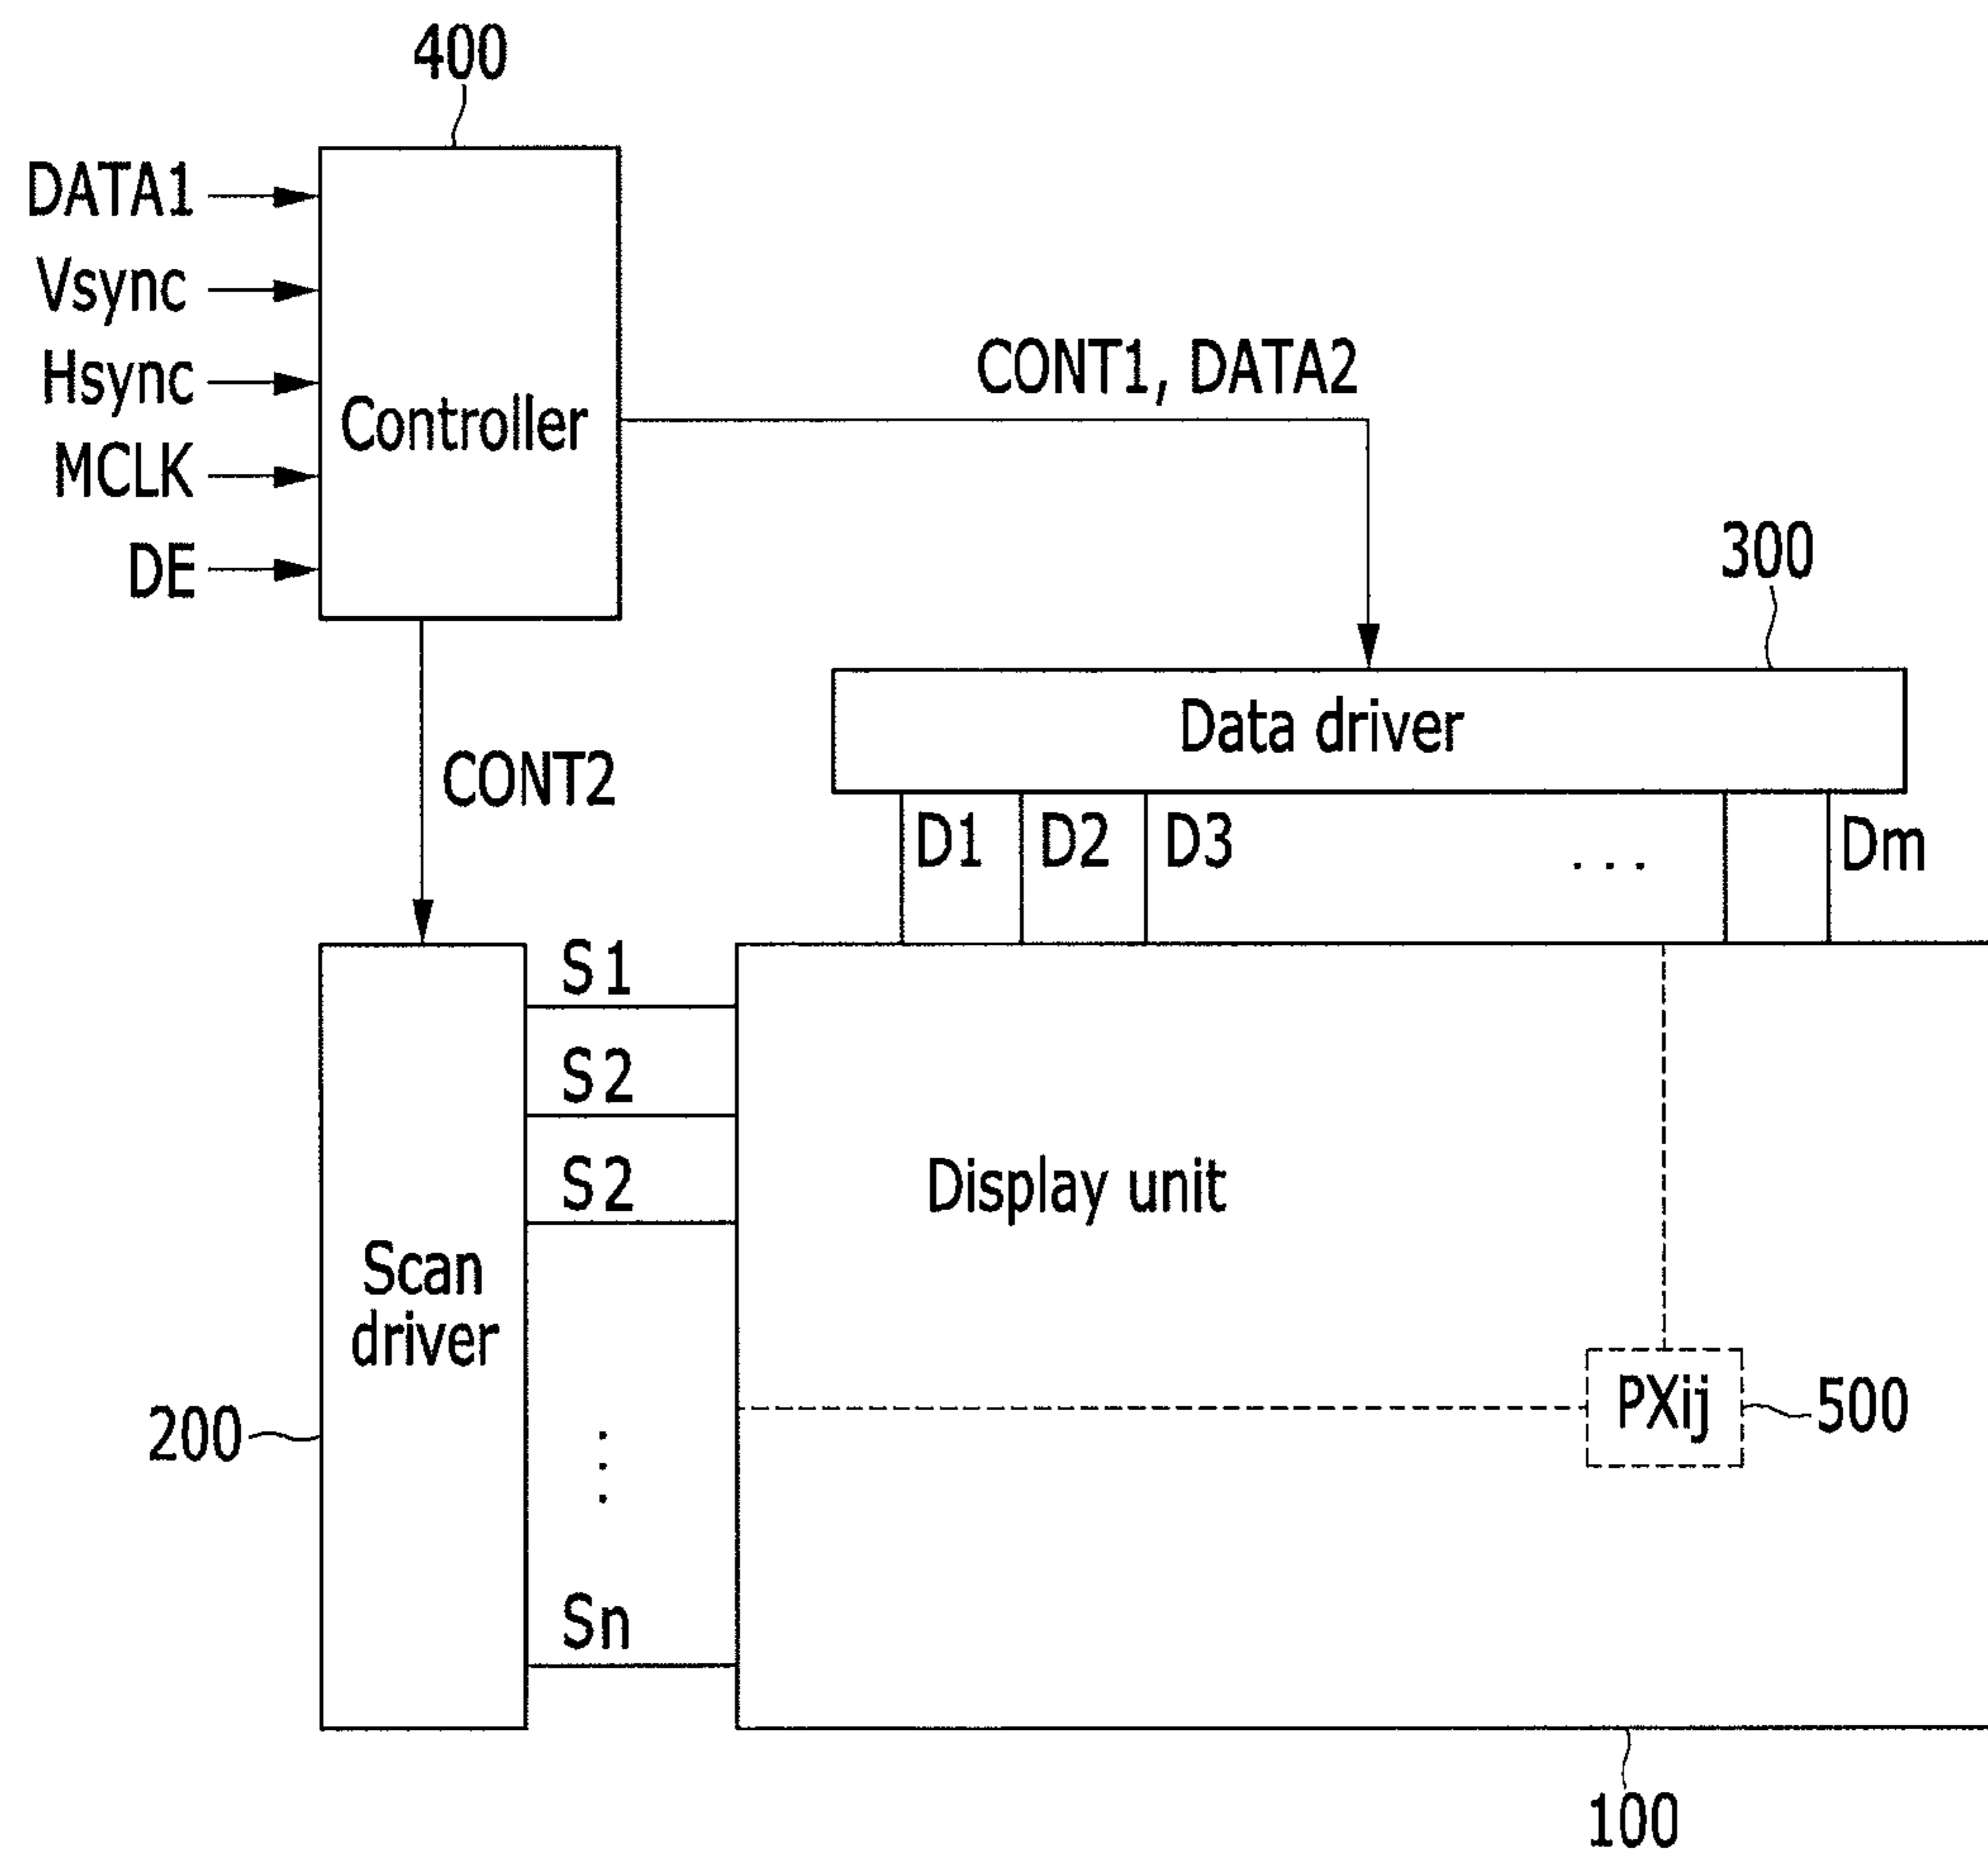 400
DATA1
Vsync
Hsync
MCLK
DE
Controller
CONT1, DATA2
300
Data driver
CONT2
D1 D2 D3 ... Dm
S1
S2
S2
Display unit
Scan
driver
PXij
500
200
Sn
100